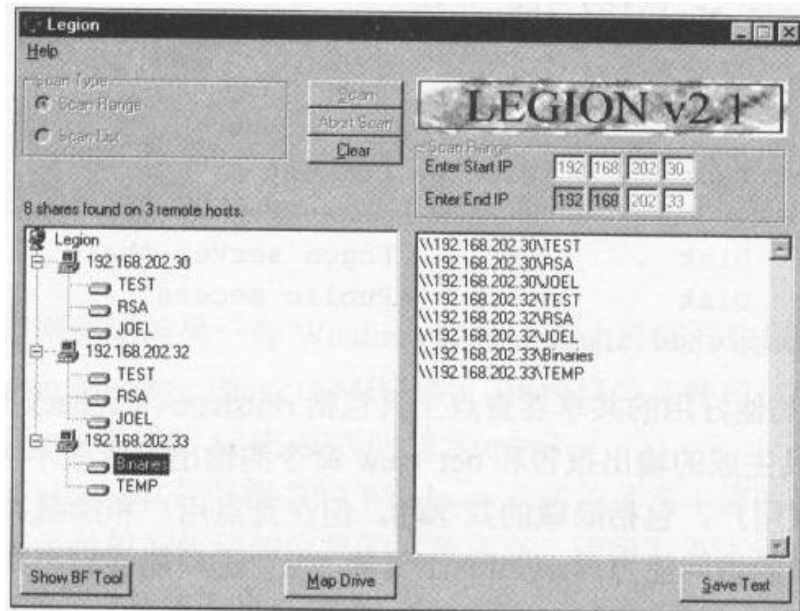 Legion
Help
Scan Type
Scan Range
Scan List
Scan
Abort Scan
Clear
LEGION v2.1
Scan Range
Enter Start IP 192 168 202 30
Enter End IP 192 168 202 33
8 shares found on 3 remote hosts.
Legion
192.168.202.30
TEST
RSA
JOEL
192.168.202.32
TEST
RSA
JOEL
192.168.202.33
Binaries
TEMP
\\192.168.202.30\TEST
\\192.168.202.30\RSA
\\192.168.202.30\JOEL
\\192.168.202.32\TEST
\\192.168.202.32\RSA
\\192.168.202.32\JOEL
\\192.168.202.33\Binaries
\\192.168.202.33\TEMP
Show BF Tool
Map Drive
Save Text